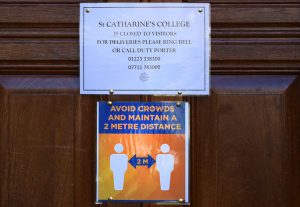 St CATHARINE'S COLLEGE
IS CLOSED TO VISITORS
FOR DELIVERIES PLEASE RING BELL
OR CALL DUTY PORTER
01223 338300
07711 783000
AVOID CROWDS
AND MAINTAIN A
2 METRE DISTANCE
2 M